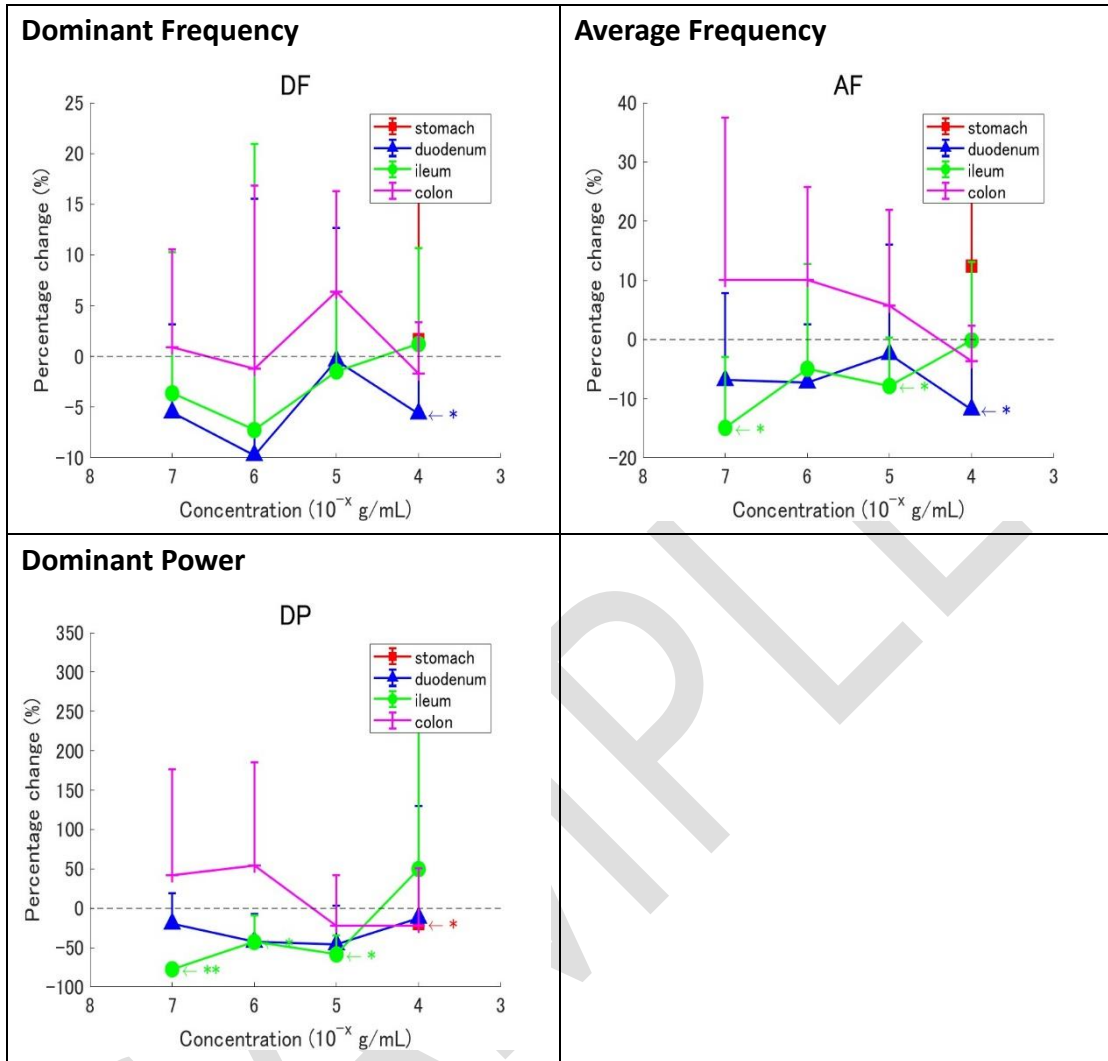 Dominant Frequency
DF
25
20
15
10
5
0
-5
-10
Percentage change (%)
stomach
duodenum
ileum
colon
← *
8 7 6 5 4 3
Concentration (10^-x g/mL)
Average Frequency
AF
40
30
20
10
0
-10
-20
Percentage change (%)
stomach
duodenum
ileum
colon
← *
← *
← *
8 7 6 5 4 3
Concentration (10^-x g/mL)
Dominant Power
DP
350
300
250
200
150
100
50
0
-50
-100
Percentage change (%)
stomach
duodenum
ileum
colon
← *
← *
← *
← **
8 7 6 5 4 3
Concentration (10^-x g/mL)